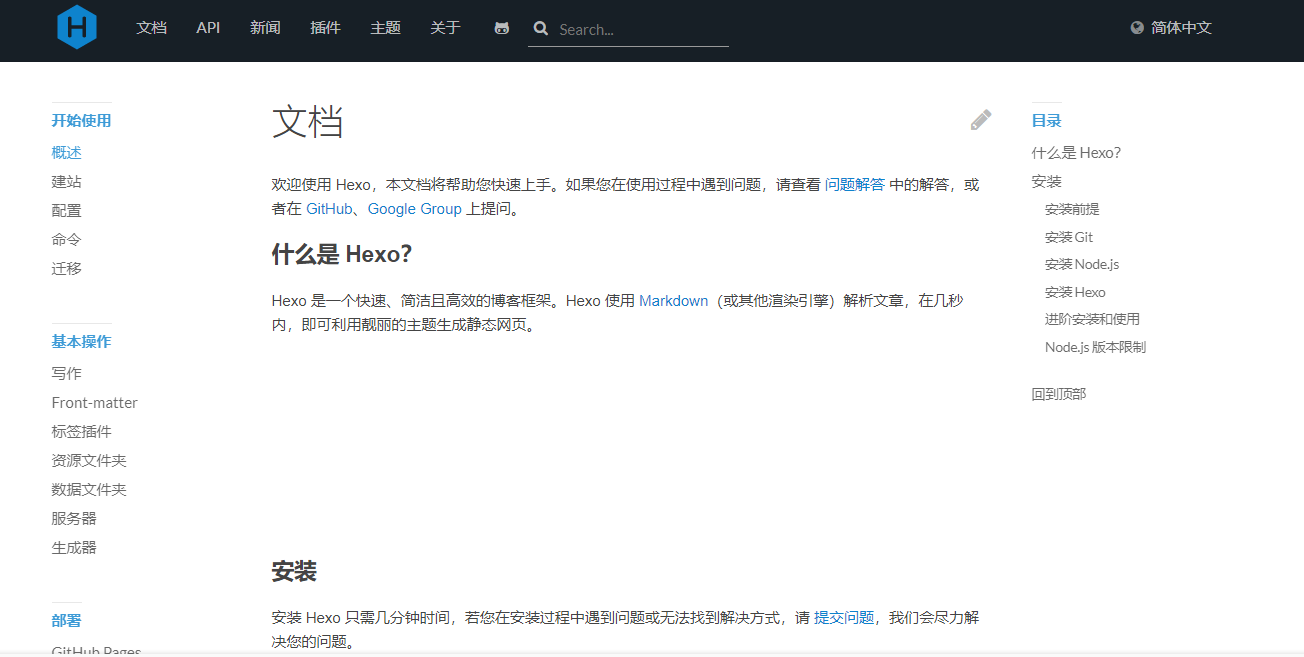 H
文档 API 新闻 插件 主题 关于 Search... 简体中文
开始使用
概述
建站
配置
命令
迁移
基本操作
写作
Front-matter
标签插件
资源文件夹
数据文件夹
服务器
生成器
部署
GitHub Pages
文档
欢迎使用 Hexo，本文档将帮助您快速上手。如果您在使用过程中遇到问题，请查看 问题解答 中的解答，或
者在 GitHub、Google Group 上提问。
什么是 Hexo？
Hexo 是一个快速、简洁且高效的博客框架。Hexo 使用 Markdown（或其他渲染引擎）解析文章，在几秒
内，即可利用靓丽的主题生成静态网页。
安装
安装 Hexo 只需几分钟时间，若您在安装过程中遇到问题或无法找到解决方式，请 提交问题，我们会尽力解
决您的问题。
目录
什么是 Hexo？
安装
安装前提
安装 Git
安装 Node.js
安装 Hexo
进阶安装和使用
Node.js 版本限制
回到顶部